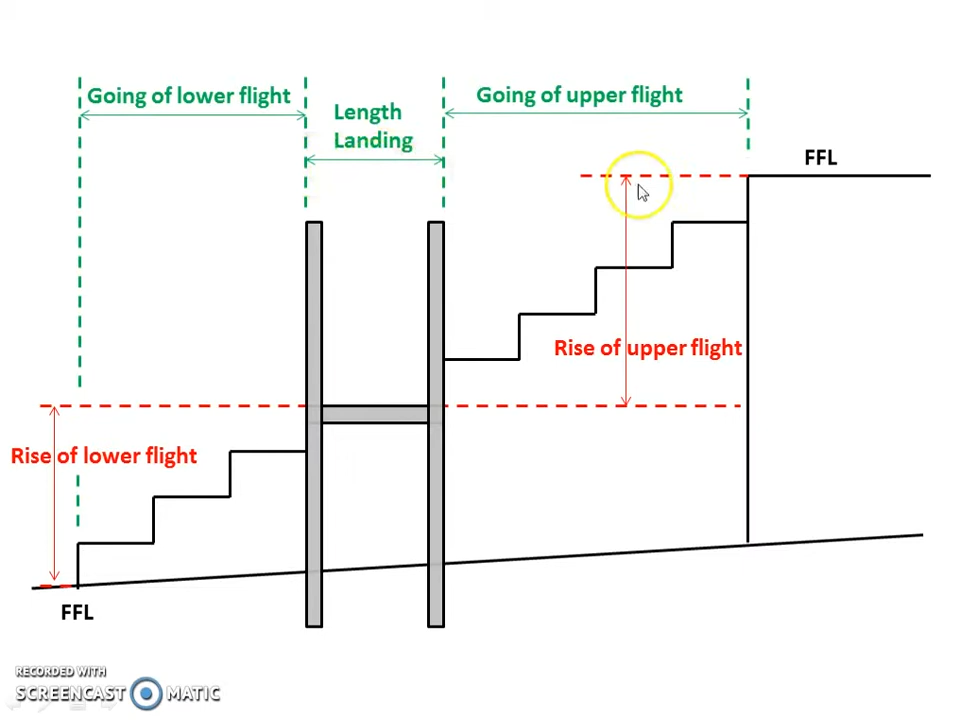 Going of lower flight
Length
Landing
Going of upper flight
FFL
Rise of upper flight
Rise of lower flight
FFL
RECORDED WITH
SCREENCAST MATIC